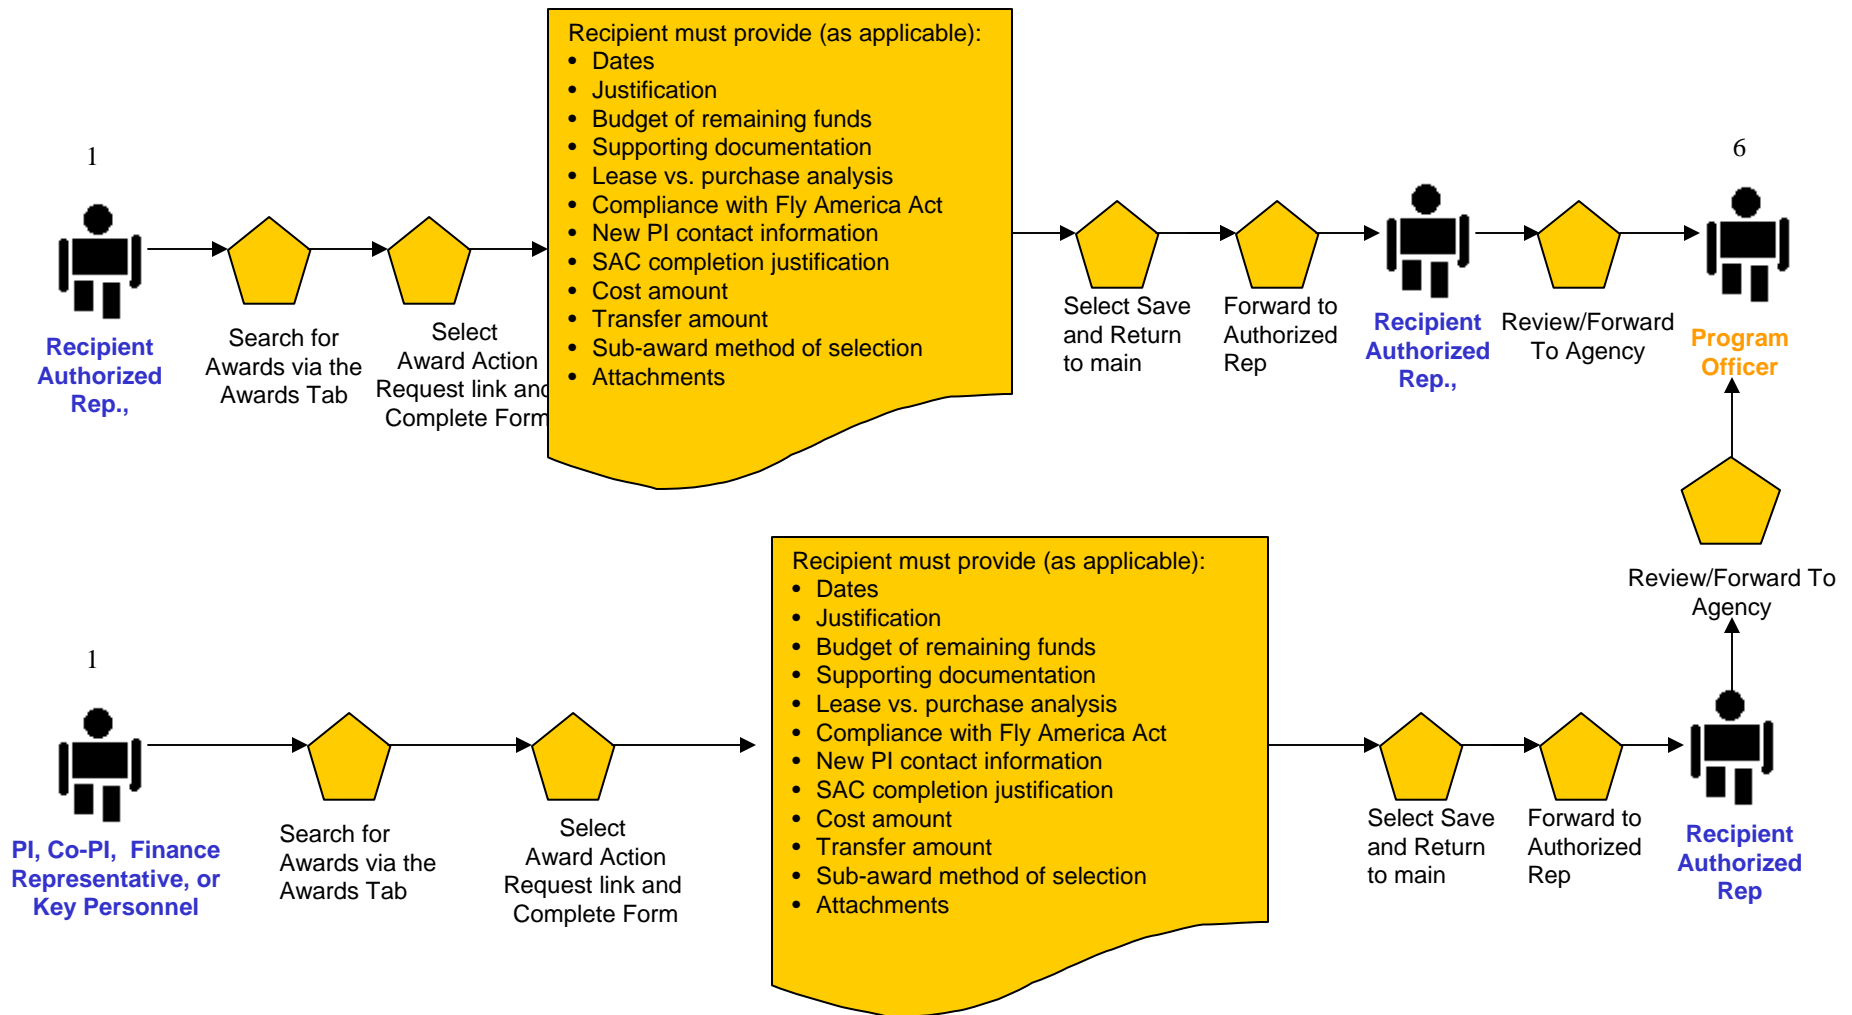 Recipient must provide (as applicable):
• Dates
• Justification
• Budget of remaining funds
• Supporting documentation
• Lease vs. purchase analysis
• Compliance with Fly America Act
• New PI contact information
• SAC completion justification
• Cost amount
• Transfer amount
• Sub-award method of selection
• Attachments
1
Recipient
Authorized
Rep.,
Search for
Awards via the
Awards Tab
Select
Award Action
Request link and
Complete Form
Select Save
and Return
to main
Forward to
Authorized
Rep
Recipient
Authorized
Rep.,
Review/Forward
To Agency
6
Program
Officer
Review/Forward To
Agency
1
PI, Co-PI, Finance
Representative, or
Key Personnel
Search for
Awards via the
Awards Tab
Select
Award Action
Request link and
Complete Form
Recipient must provide (as applicable):
• Dates
• Justification
• Budget of remaining funds
• Supporting documentation
• Lease vs. purchase analysis
• Compliance with Fly America Act
• New PI contact information
• SAC completion justification
• Cost amount
• Transfer amount
• Sub-award method of selection
• Attachments
Select Save
and Return
to main
Forward to
Authorized
Rep
Recipient
Authorized
Rep